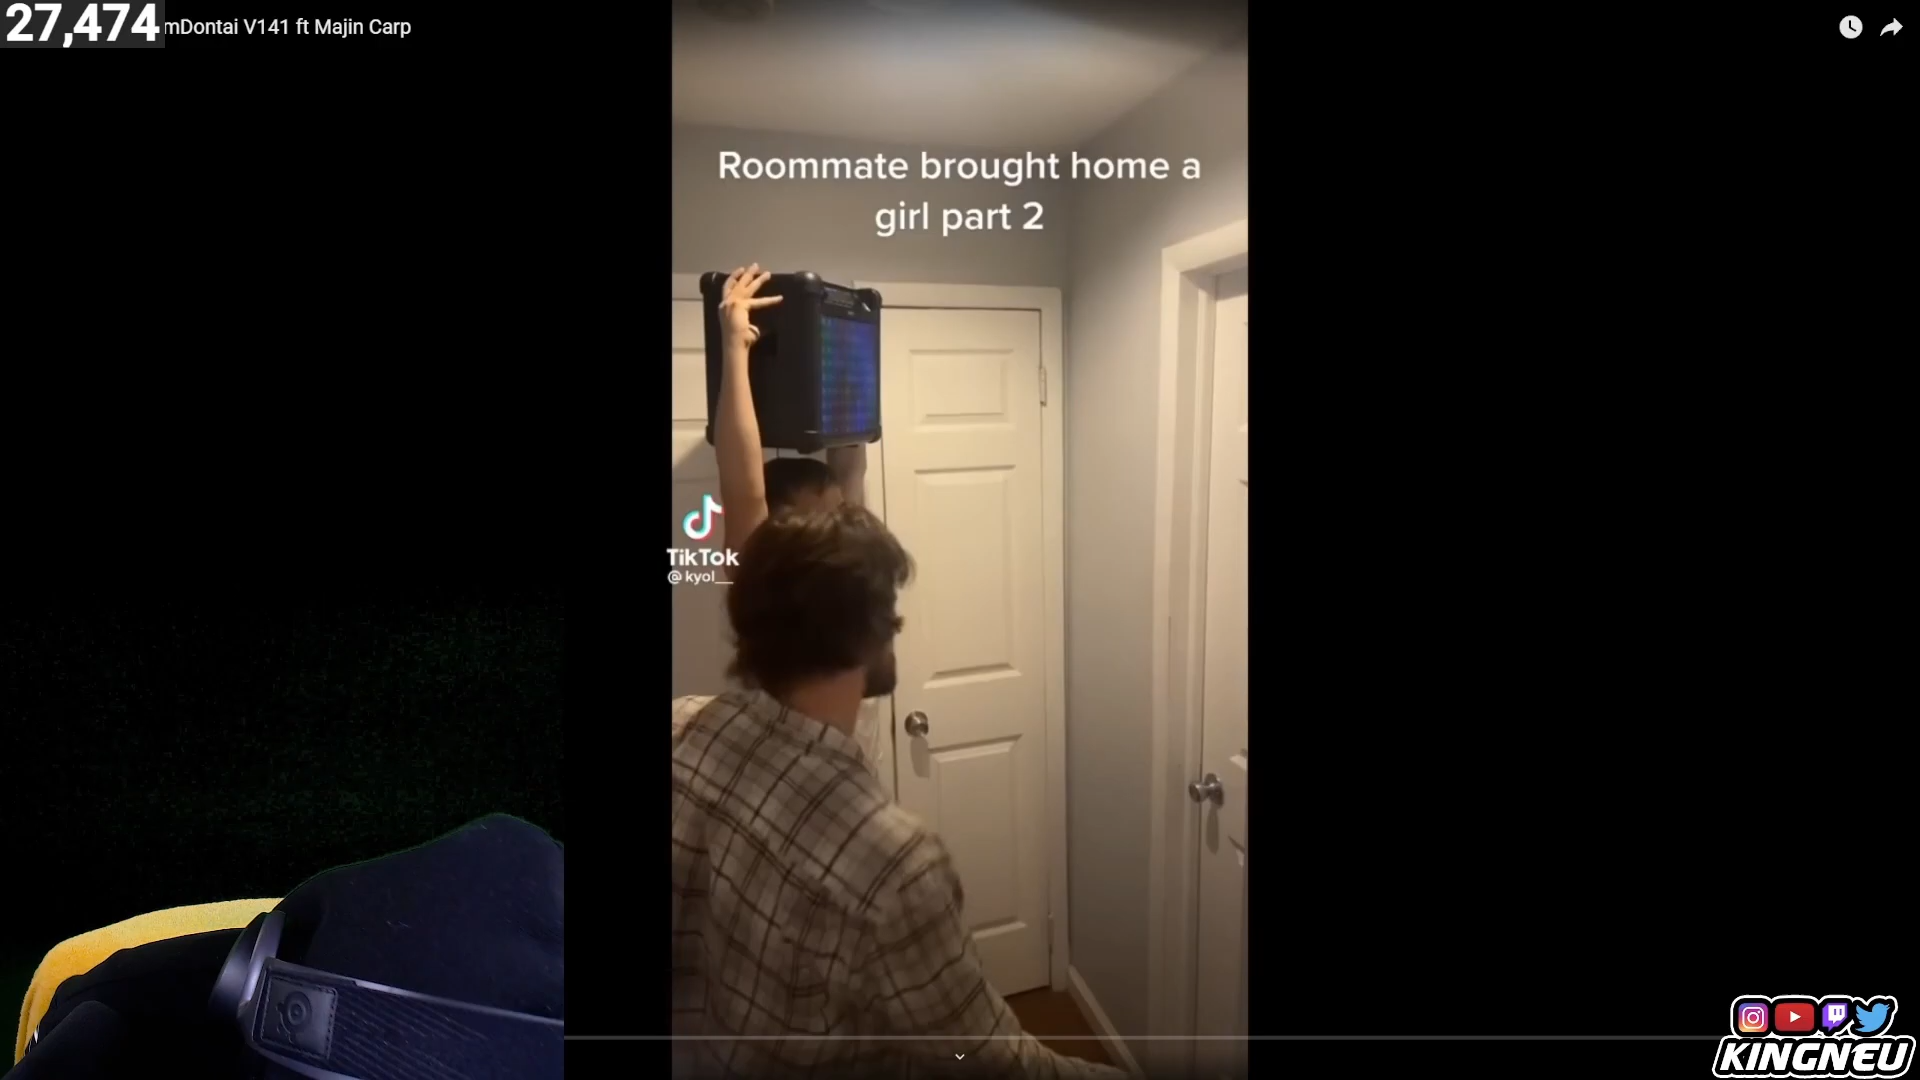 27,474
mDontai V141 ft Majin Carp
Roommate brought home a
girl part 2
TikTok
@kyol__
KINGNEU